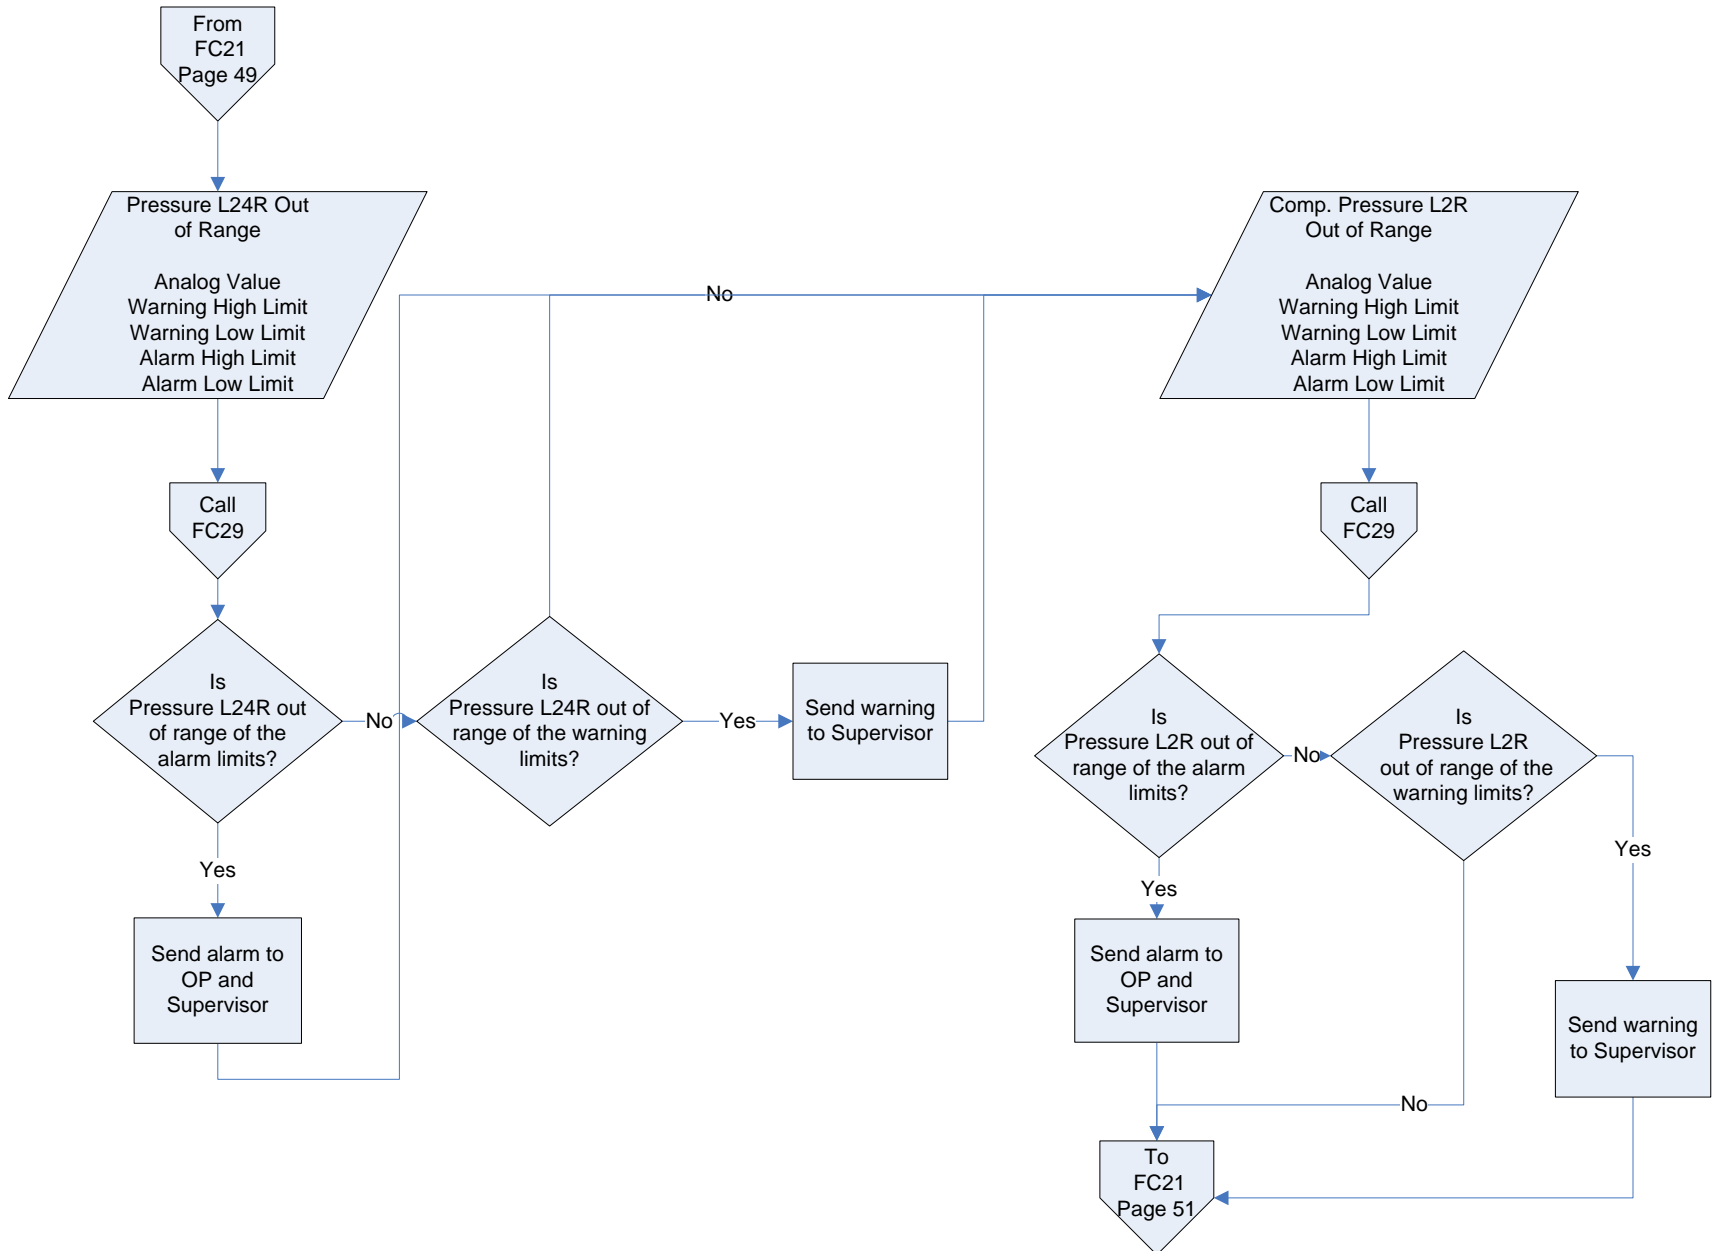 From
FC21
Page 49
Pressure L24R Out
of Range
Analog Value
Warning High Limit
Warning Low Limit
Alarm High Limit
Alarm Low Limit
Call
FC29
Is
Pressure L24R out
of range of the
alarm limits?
No
Is
Pressure L24R out of
range of the warning
limits?
Yes
Send warning
to Supervisor
No
Yes
Send alarm to
OP and
Supervisor
Comp. Pressure L2R
Out of Range
Analog Value
Warning High Limit
Warning Low Limit
Alarm High Limit
Alarm Low Limit
Call
FC29
Is
Pressure L2R out of
range of the alarm
limits?
No
Is
Pressure L2R
out of range of the
warning limits?
Yes
Yes
Send alarm to
OP and
Supervisor
Send warning
to Supervisor
No
To
FC21
Page 51